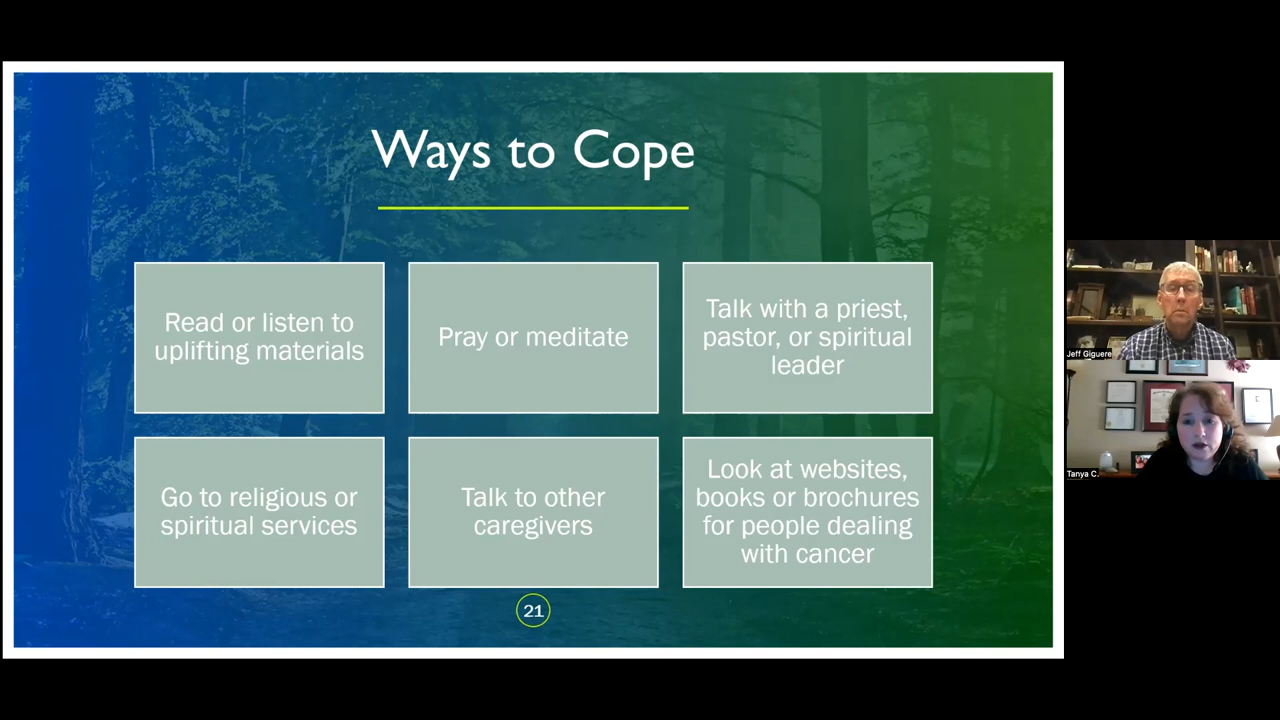 Ways to Cope
Read or listen to
uplifting materials
Pray or meditate
Talk with a priest,
pastor, or spiritual
leader
Go to religious or
spiritual services
Talk to other
caregivers
Look at websites,
books or brochures
for people dealing
with cancer
21
Jeff Giguere
Tanya C.